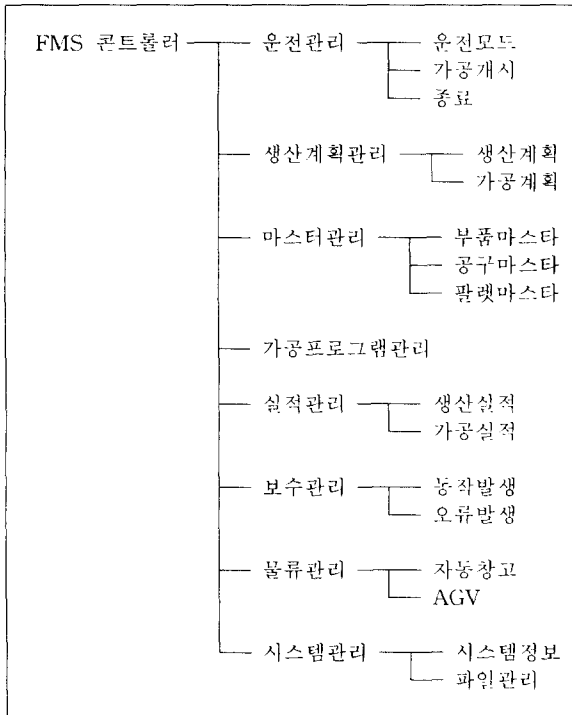 FMS 콘트롤러 운전관리 운전모드
가공개시
종료
생산계획관리 생산계획
가공계획
마스터관리 부품마스타
공구마스타
팔렛마스타
가공프로그램관리
실적관리 생산실적
가공실적
보수관리 동작발생
오류발생
물류관리 자동창고
AGV
시스템관리 시스템정보
파일관리